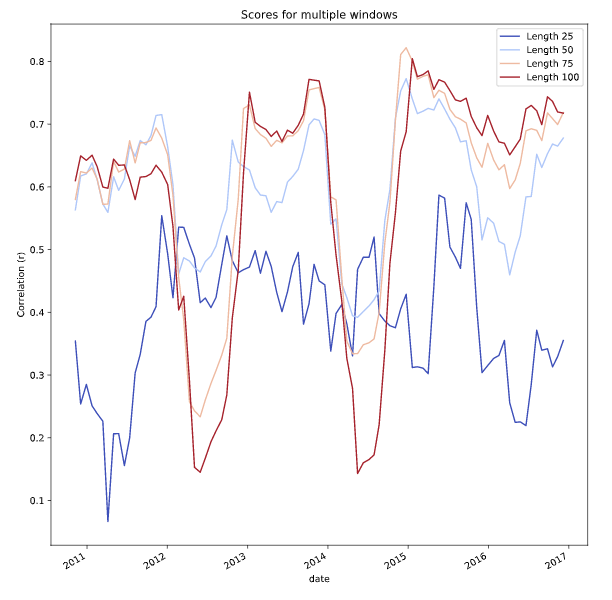 Scores for multiple windows
Length 25
Length 50
Length 75
Length 100
Correlation (r)
0.8
0.7
0.6
0.5
0.4
0.3
0.2
0.1
2011
2012
2013
2014
2015
2016
2017
date